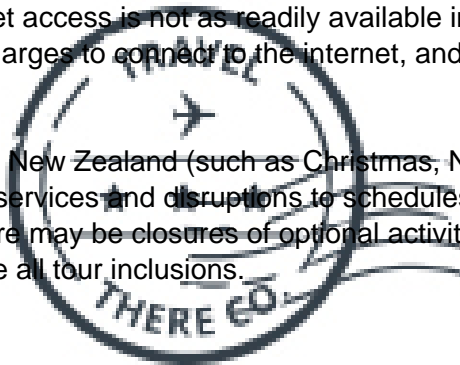 et access is not as readily available i
arges to connect to the internet, and
TRAVEL
New Zealand (such as Christmas, N
services and disruptions to schedules
re may be closures of optional activit
e all tour inclusions.
THERE CO.